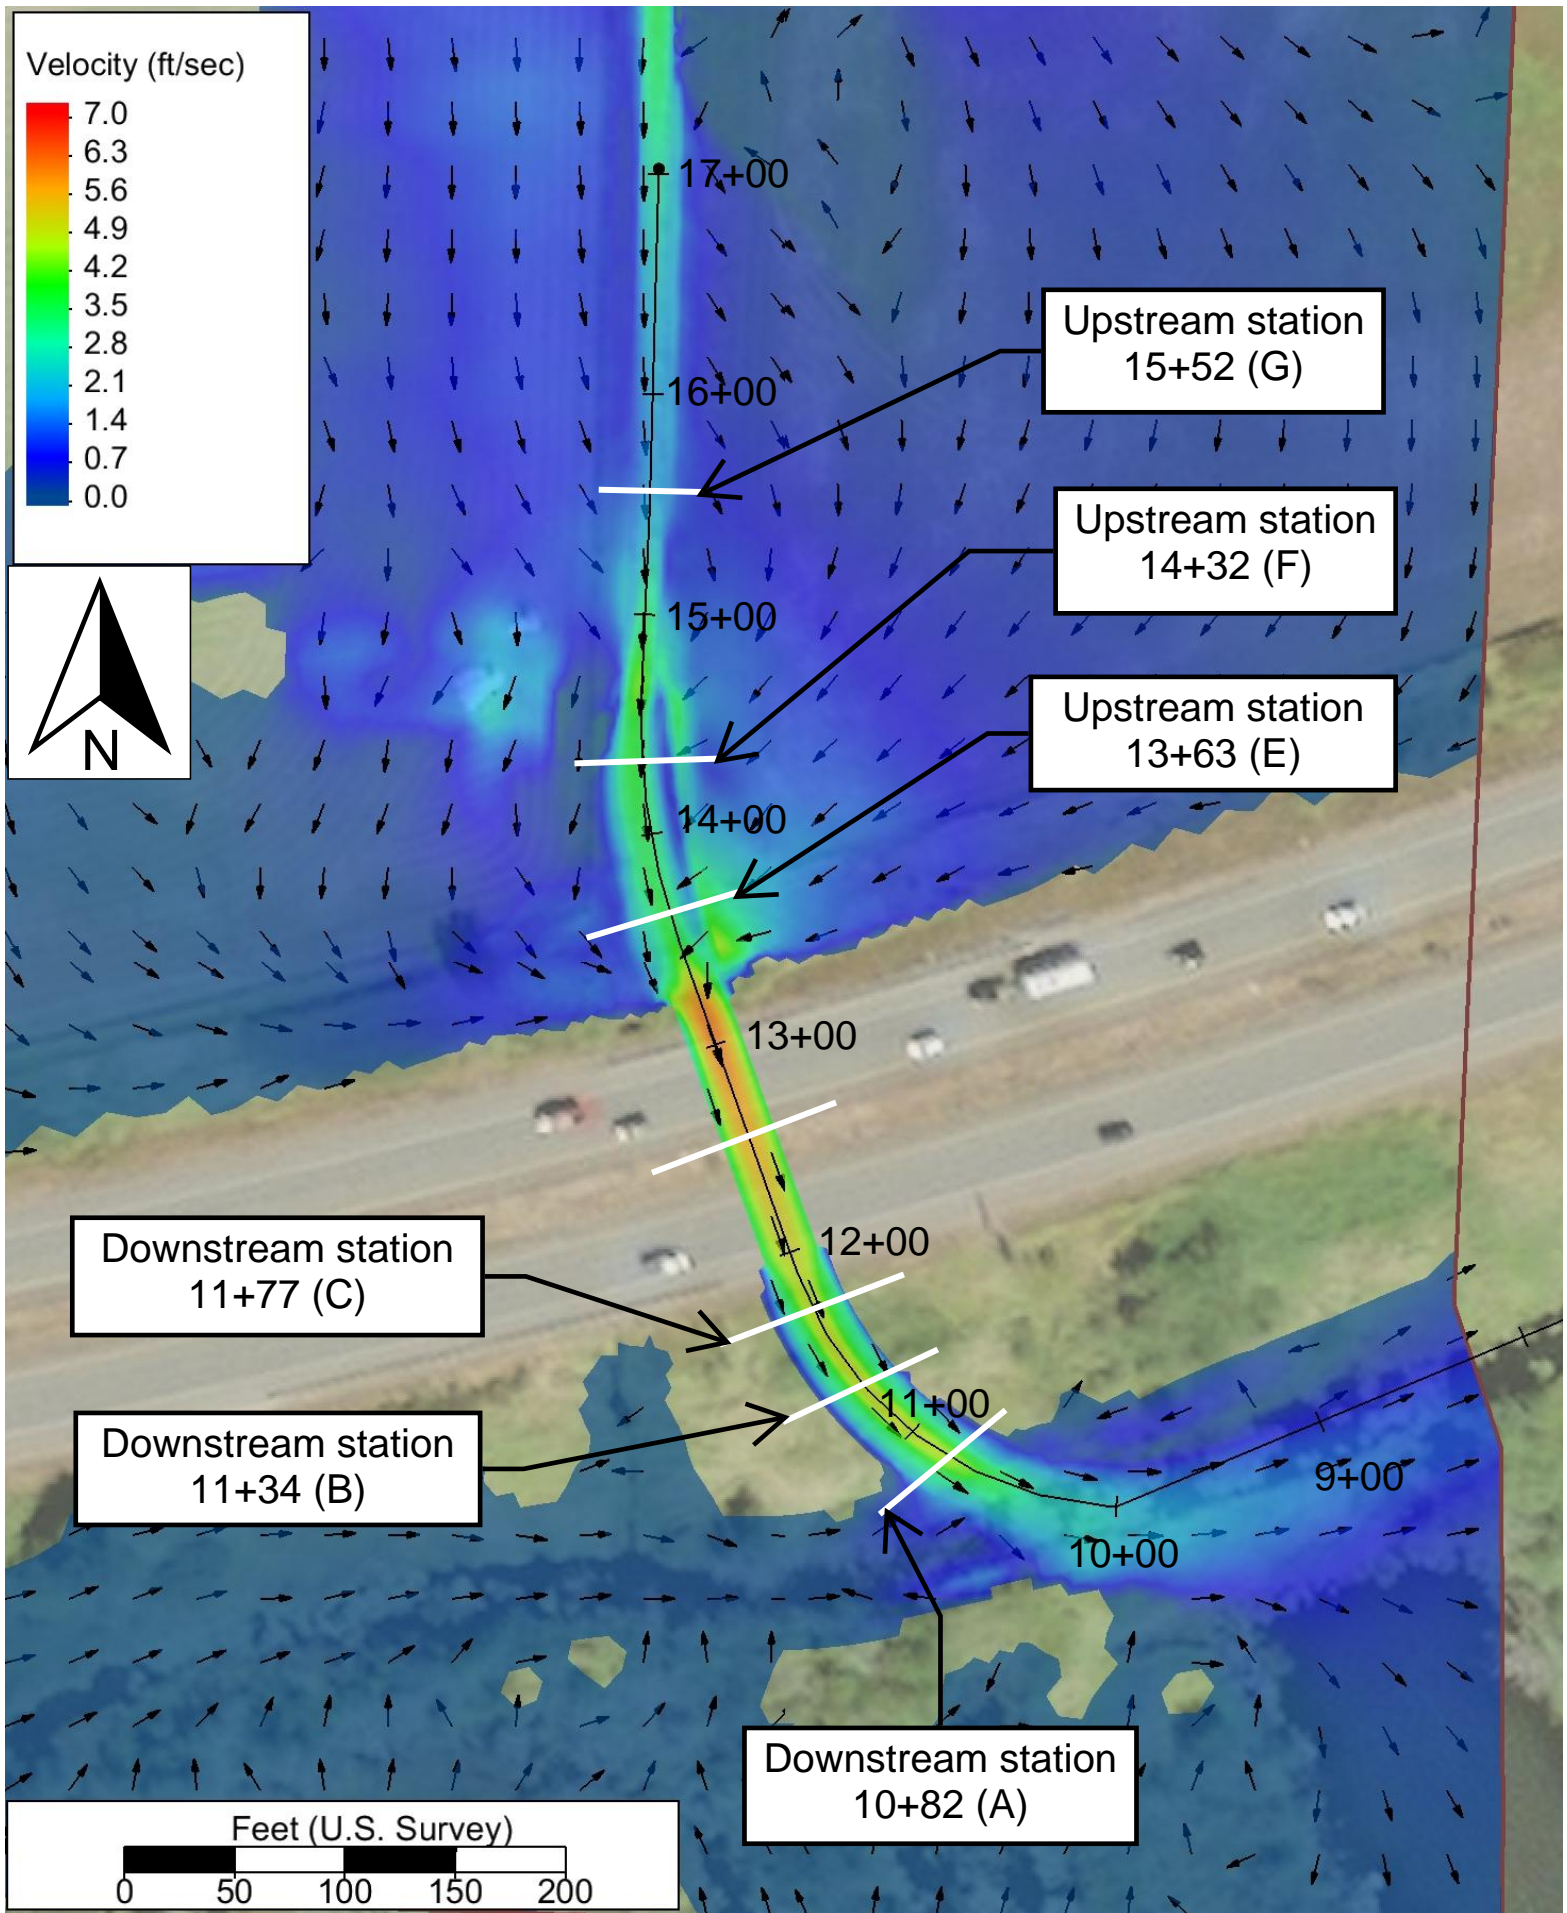 Velocity (ft/sec)
7.0
6.3
5.6
4.9
4.2
3.5
2.8
2.1
1.4
0.7
0.0
N
17+00
Upstream station
15+52 (G)
16+00
Upstream station
14+32 (F)
15+00
Upstream station
13+63 (E)
14+00
13+00
12+00
Downstream station
11+77 (C)
11+00
Downstream station
11+34 (B)
9+00
10+00
Downstream station
10+82 (A)
Feet (U.S. Survey)
0 50 100 150 200